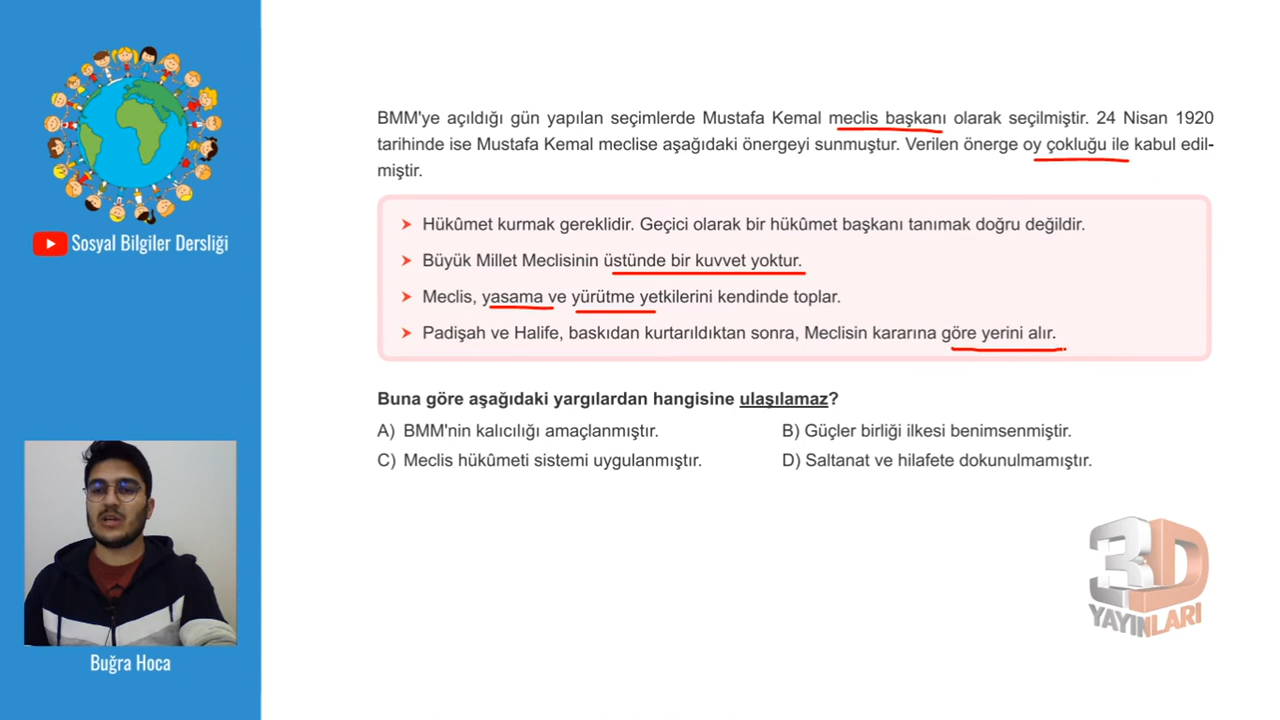 Sosyal Bilgiler Dersliği
BMM'ye açıldığı gün yapılan seçimlerde Mustafa Kemal meclis başkanı olarak seçilmiştir. 24 Nisan 1920
tarihinde ise Mustafa Kemal meclise aşağıdaki önergeyi sunmuştur. Verilen önerge oy çokluğu ile kabul edil-
miştir.
➤ Hükûmet kurmak gereklidir. Geçici olarak bir hükûmet başkanı tanımak doğru değildir.
➤ Büyük Millet Meclisinin üstünde bir kuvvet yoktur.
➤ Meclis, yasama ve yürütme yetkilerini kendinde toplar.
➤ Padişah ve Halife, baskıdan kurtarıldıktan sonra, Meclisin kararına göre yerini alır.
Buna göre aşağıdaki yargılardan hangisine ulaşılamaz?
A) BMM'nin kalıcılığı amaçlanmıştır.
B) Güçler birliği ilkesi benimsenmiştir.
C) Meclis hükûmeti sistemi uygulanmıştır.
D) Saltanat ve hilafete dokunulmamıştır.
3D
YAYINLARI
Buğra Hoca